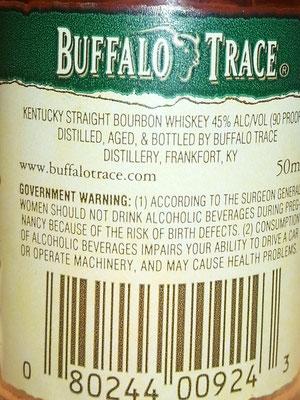 BUFFALO TRACE®
KENTUCKY STRAIGHT BOURBON WHISKEY 45% ALC/VOL (90 PROOF
DISTILLED, AGED, & BOTTLED BY BUFFALO TRACE
DISTILLERY, FRANKFORT, KY
www.buffalotrace.com 50m
GOVERNMENT WARNING: (1) ACCORDING TO THE SURGEON GENERA
WOMEN SHOULD NOT DRINK ALCOHOLIC BEVERAGES DURING PREG-
NANCY BECAUSE OF THE RISK OF BIRTH DEFECTS. (2) CONSUMPTION
OF ALCOHOLIC BEVERAGES IMPAIRS YOUR ABILITY TO DRIVE A CAR
OR OPERATE MACHINERY, AND MAY CAUSE HEALTH PROBLEMS.
0 80244 00924 3